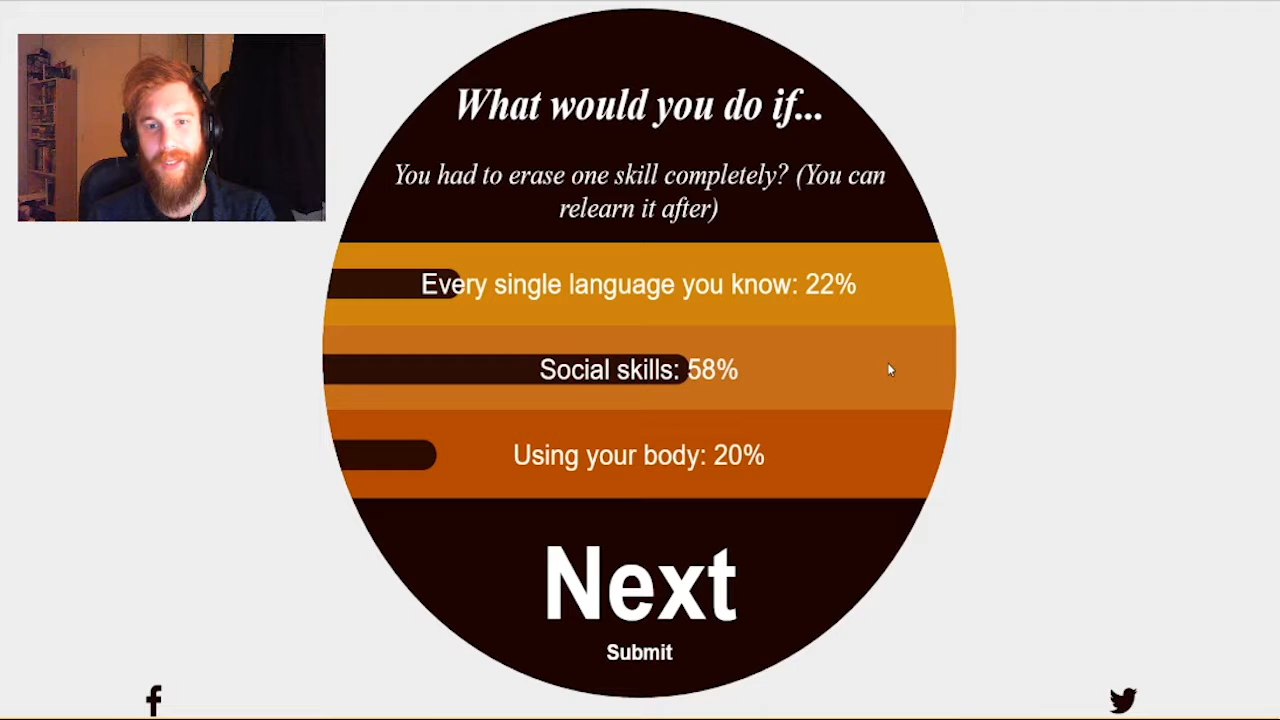 What would you do if...
You had to erase one skill completely? (You can
relearn it after)
Every single language you know: 22%
Social skills: 58%
Using your body: 20%
Next
Submit